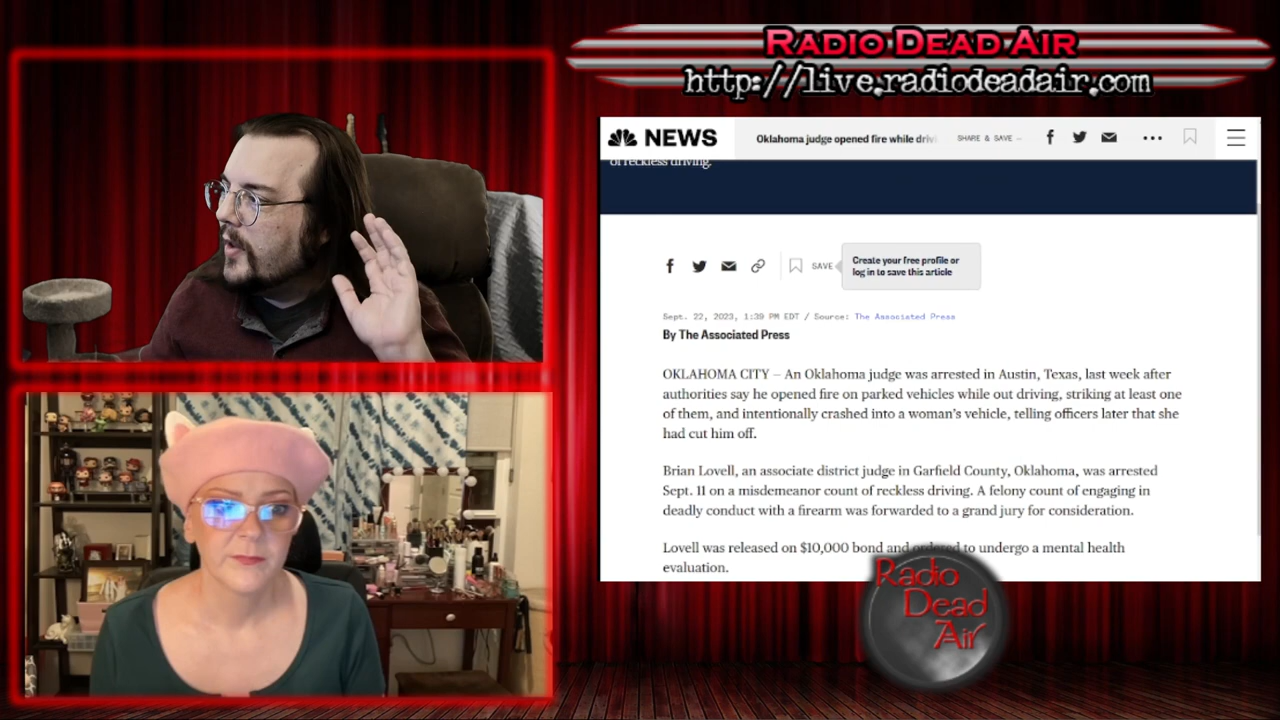 RADIO DEAD AIR
http://live.radiodeadair.com
NEWS
Oklahoma judge opened fire while
SHARE & SAVE —
of reckless driving.
SAVE
Create your free profile or
log in to save this article
Sept. 22, 2023, 1:39 PM EDT / Source: The Associated Press
By The Associated Press
OKLAHOMA CITY — An Oklahoma judge was arrested in Austin, Texas, last week after
authorities say he opened fire on parked vehicles while out driving, striking at least one
of them, and intentionally crashed into a woman's vehicle, telling officers later that she
had cut him off.
Brian Lovell, an associate district judge in Garfield County, Oklahoma, was arrested
Sept. 11 on a misdemeanor count of reckless driving. A felony count of engaging in
deadly conduct with a firearm was forwarded to a grand jury for consideration.
Lovell was released on $10,000 bond and ordered to undergo a mental health
evaluation.
Radio
Dead
Air